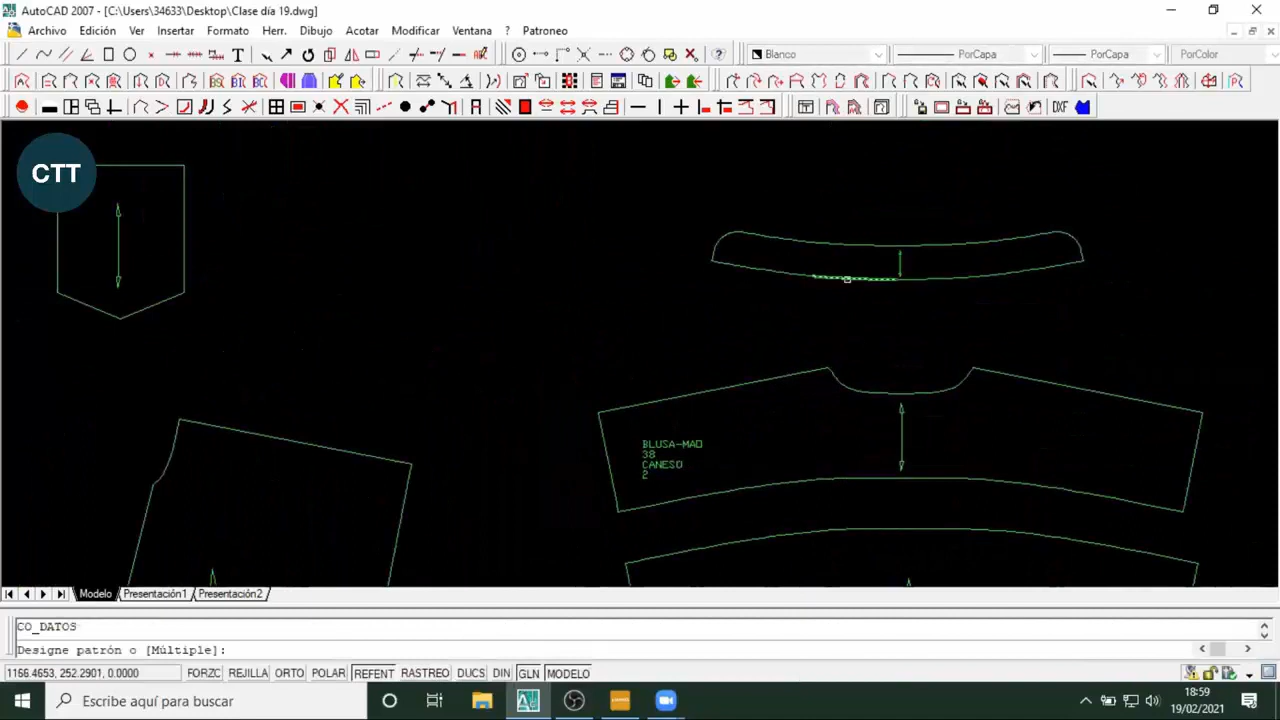 AutoCAD 2007 - [C:\Users\34633\Desktop\Clase día 19.dwg]
Archivo Edición Ver Insertar Formato Herr. Dibujo Acotar Modificar Ventana ? Patroneo
Blanco PorCapa PorCapa PorColor
DXF
CTT
BLUSA-MAO
38
CANESO
2
Modelo Presentación1 Presentación2
CO_DATOS
Designe patrón o [Múltiple]:
1166.4653, 252.2901, 0.0000 FORZC REJILLA ORTO POLAR REFENT RASTREO DUCS DIN GLN MODELO
Escribe aquí para buscar
18:59
19/02/2021